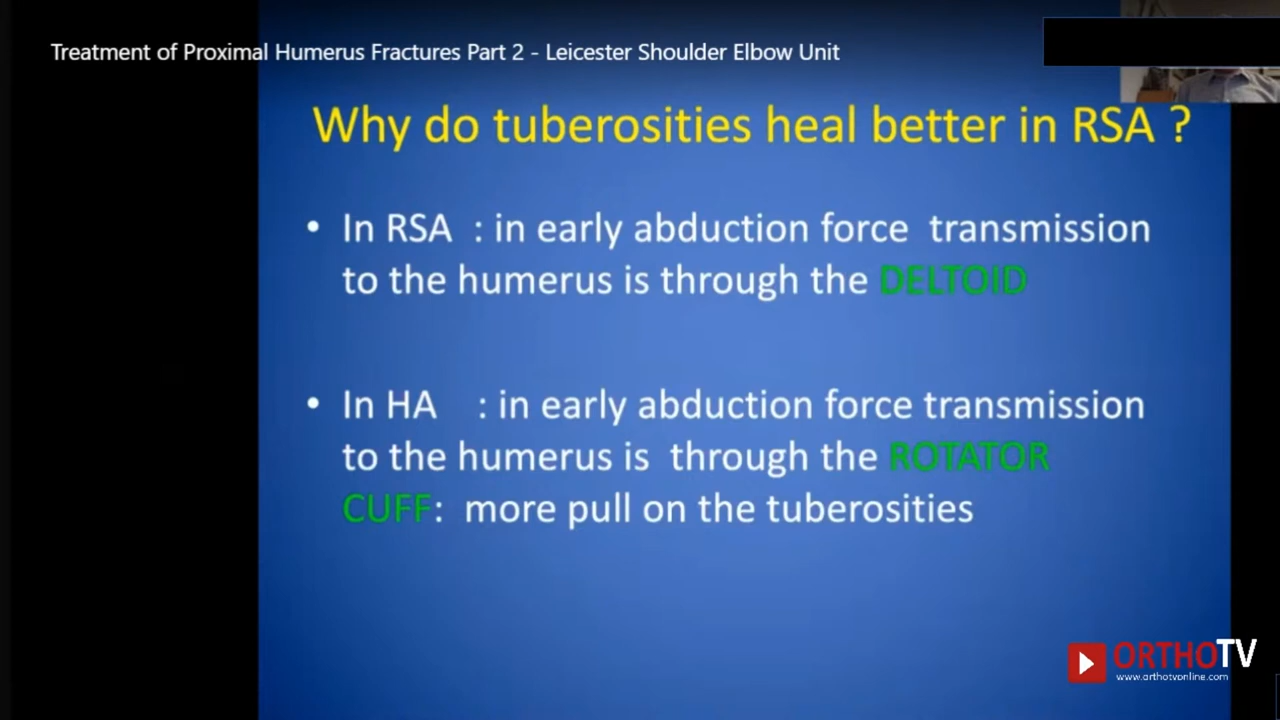 Treatment of Proximal Humerus Fractures Part 2 - Leicester Shoulder Elbow Unit
Why do tuberosities heal better in RSA ?
• In RSA : in early abduction force transmission
to the humerus is through the DELTOID
• In HA : in early abduction force transmission
to the humerus is through the ROTATOR
CUFF: more pull on the tuberosities
ORTHOTV
www.orthotvonline.com